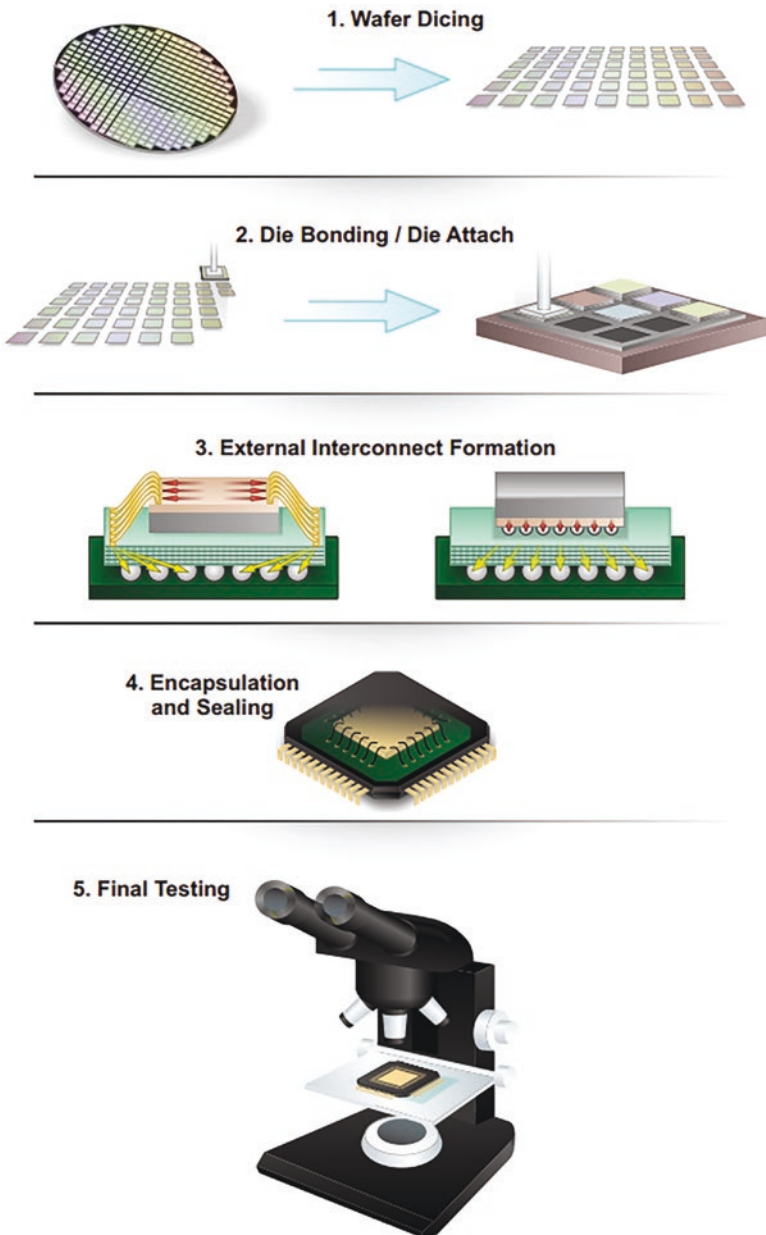 1. Wafer Dicing
2. Die Bonding / Die Attach
3. External Interconnect Formation
4. Encapsulation
and Sealing
5. Final Testing